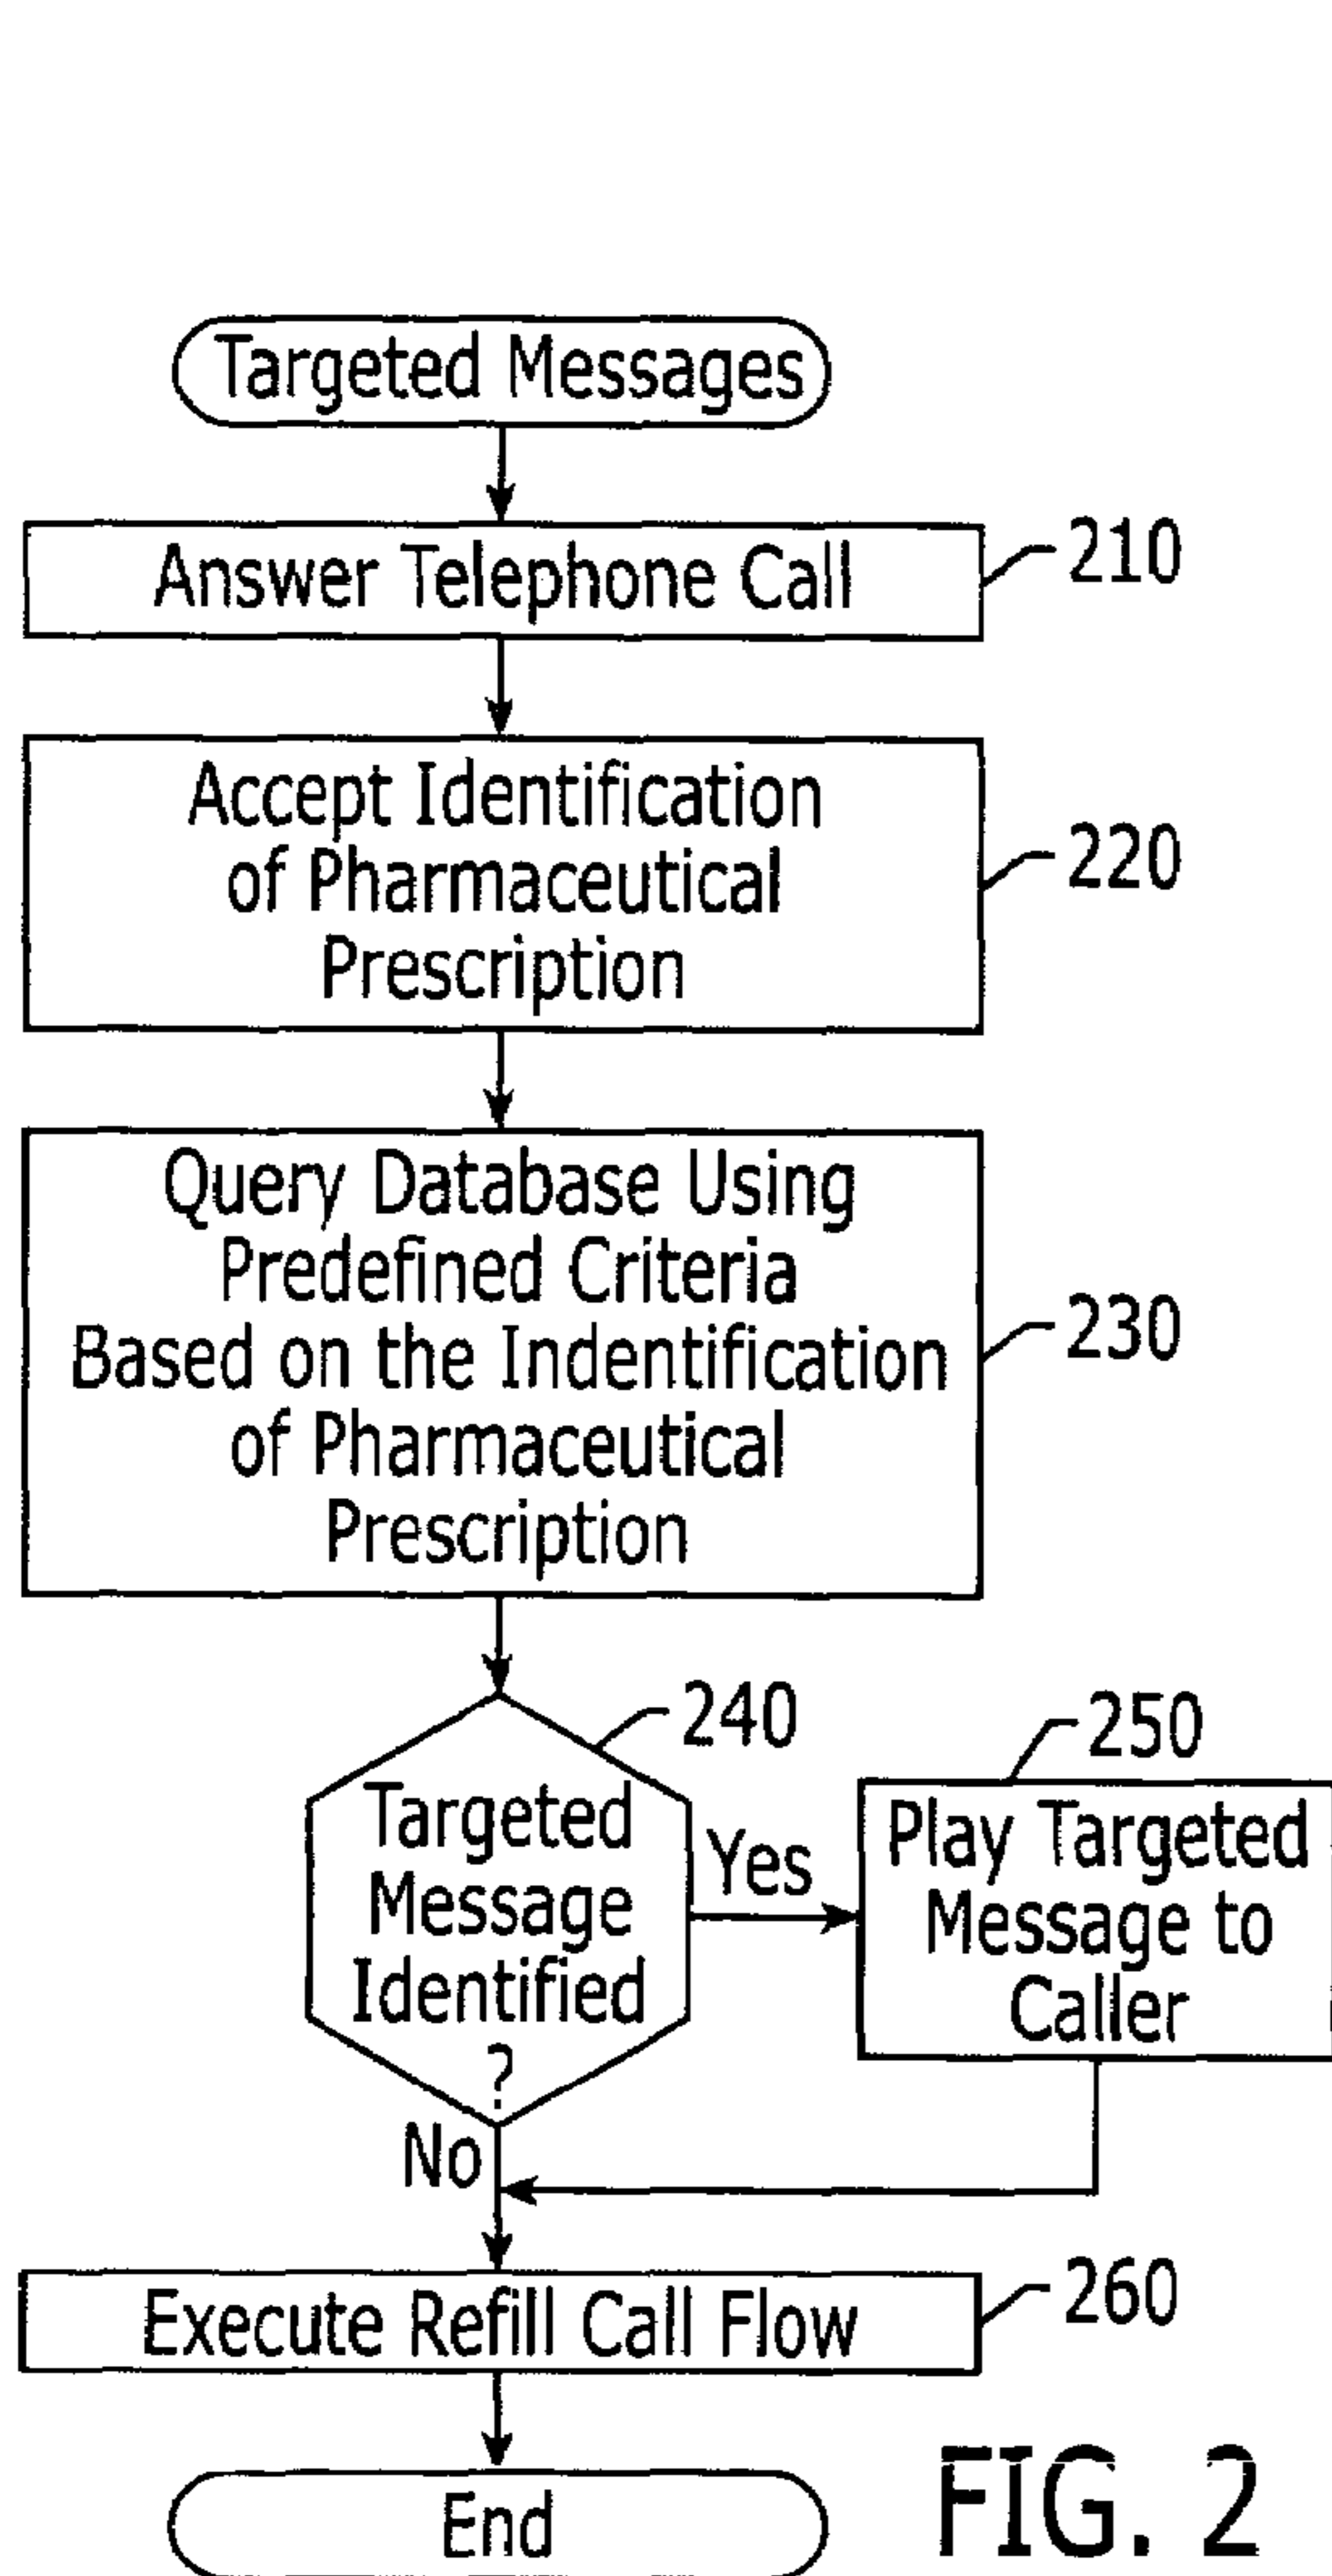 Targeted Messages
Answer Telephone Call
210
Accept Identification
of Pharmaceutical
Prescription
220
Query Database Using
Predefined Criteria
Based on the Indentification
of Pharmaceutical
Prescription
230
240
Targeted
Message
Identified
?
Yes
No
250
Play Targeted
Message to
Caller
Execute Refill Call Flow
260
End
FIG. 2